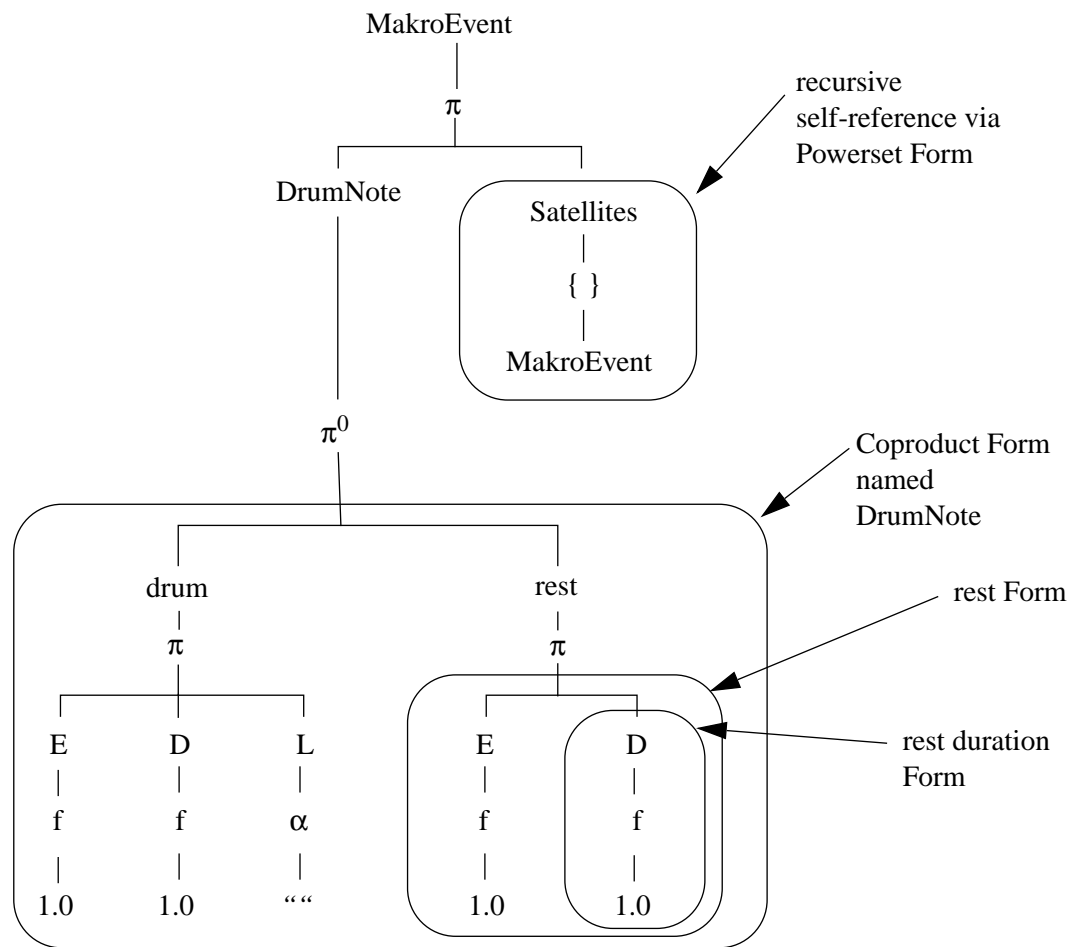 MakroEvent
π
recursive
self-reference via
Powerset Form
DrumNote
Satellites
{ }
MakroEvent
π⁰
Coproduct Form
named
DrumNote
drum
rest
rest Form
π
π
E
D
L
E
D
rest duration
Form
f
f
α
f
f
1.0
1.0
““
1.0
1.0